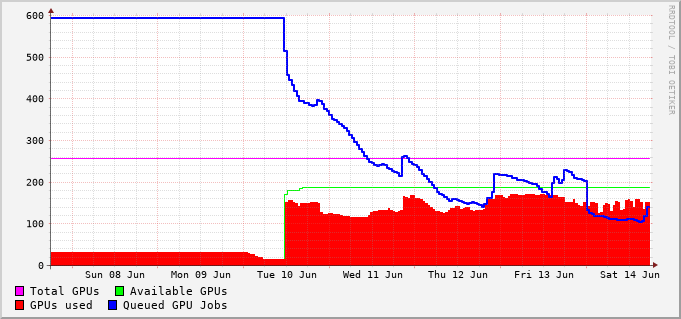 600
500
400
300
200
100
0
Sun 08 Jun Mon 09 Jun Tue 10 Jun Wed 11 Jun Thu 12 Jun Fri 13 Jun Sat 14 Jun
Total GPUs Available GPUs
GPUs used Queued GPU Jobs
RRDTOOL / TOBI OETIKER